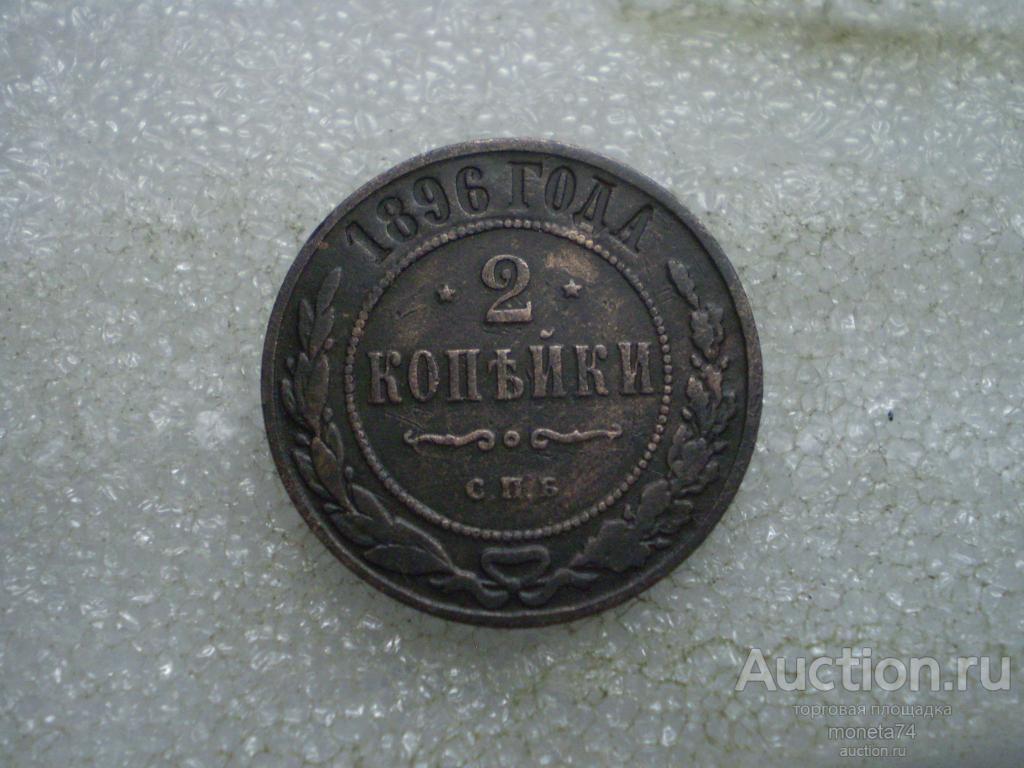 1896 ГОДА
2
КОПѢЙКИ
С.П.Б
Auction.ru
торговая площадка
moneta74
auction.ru